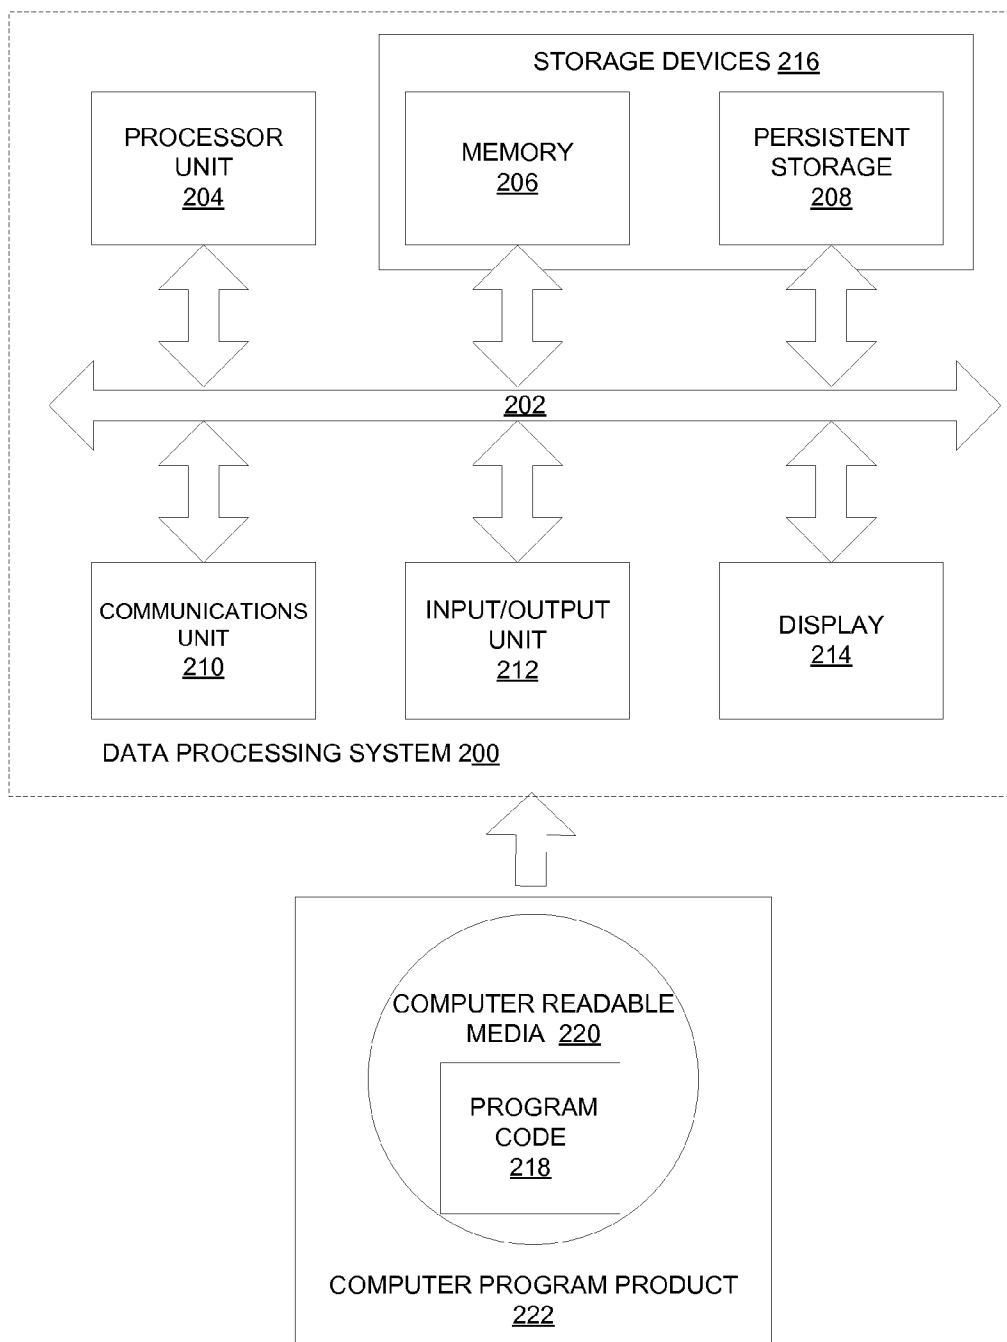 STORAGE DEVICES 216
PROCESSOR
UNIT
204
MEMORY
206
PERSISTENT
STORAGE
208
202
COMMUNICATIONS
UNIT
210
INPUT/OUTPUT
UNIT
212
DISPLAY
214
DATA PROCESSING SYSTEM 200
COMPUTER READABLE
MEDIA 220
PROGRAM
CODE
218
COMPUTER PROGRAM PRODUCT
222